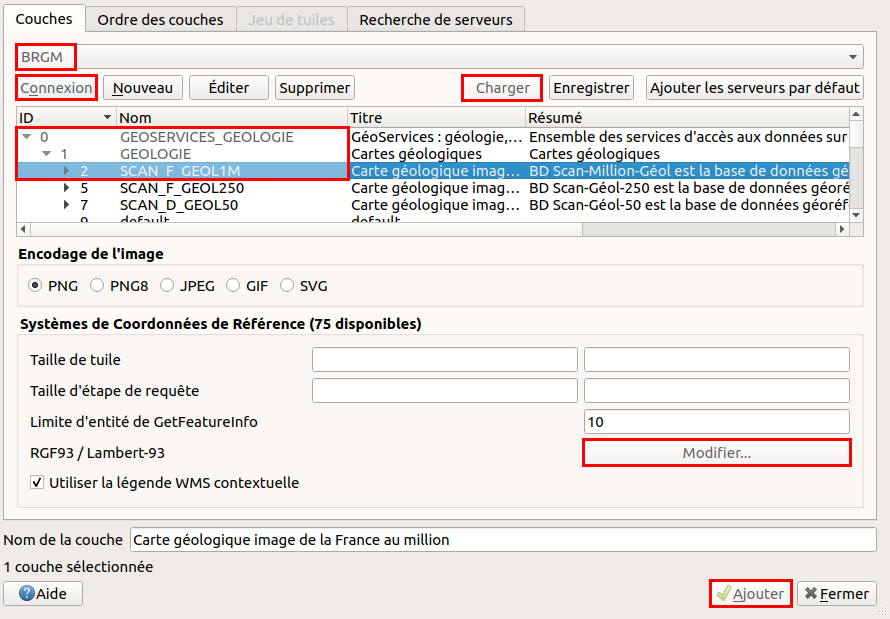 Couches Ordre des couches Jeu de tuiles Recherche de serveurs
BRGM
Connexion Nouveau Éditer Supprimer Charger Enregistrer Ajouter les serveurs par défaut
ID Nom Titre Résumé
0 GEOSERVICES_GEOLOGIE GéoServices : géologie,... Ensemble des services d'accès aux données sur
1 GEOLOGIE Cartes géologiques Cartes géologiques
2 SCAN_F_GEOL1M Carte géologique imag... BD Scan-Million-Géol est la base de données gé
5 SCAN_F_GEOL250 Carte géologique imag... BD Scan-Géol-250 est la base de données géoré
7 SCAN_D_GEOL50 Carte géologique imag... BD Scan-Géol-50 est la base de données géoréf
9 default default
Encodage de l'image
PNG PNG8 JPEG GIF SVG
Systèmes de Coordonnées de Référence (75 disponibles)
Taille de tuile
Taille d'étape de requête
Limite d'entité de GetFeatureInfo 10
RGF93 / Lambert-93 Modifier...
Utiliser la légende WMS contextuelle
Nom de la couche Carte géologique image de la France au million
1 couche sélectionnée
Aide Ajouter Fermer